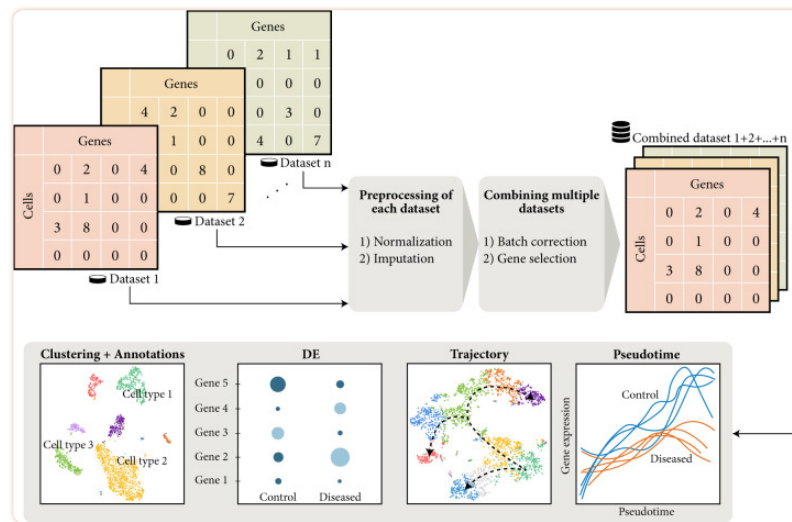 Genes
0 2 1 1
0 0 0
0 3 0
4 0 7
Dataset n
Genes
4 2 0 0
1 0 0
0 8 0
0 0 7
Dataset 2
Genes
Cells
0 2 0 4
0 1 0 0
3 8 0 0
0 0 0 0
Dataset 1
Preprocessing of
each dataset
1) Normalization
2) Imputation
Combining multiple
datasets
1) Batch correction
2) Gene selection
Combined dataset 1+2+...+n
Genes
Cells
0 2 0 4
0 1 0 0
3 8 0 0
0 0 0 0
Clustering + Annotations
Cell type 1
Cell type 3
Cell type 2
DE
Gene 5
Gene 4
Gene 3
Gene 2
Gene 1
Control Diseased
Trajectory
Pseudotime
Gene expression
Control
Diseased
Pseudotime